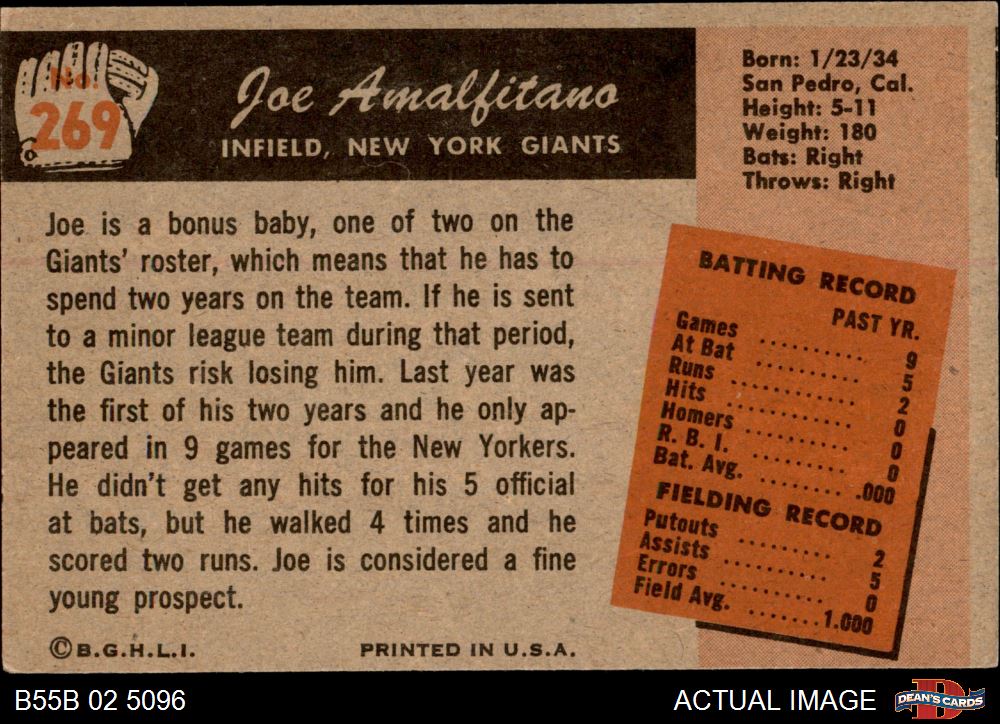 No.
269
Joe Amalfitano
INFIELD, NEW YORK GIANTS
Born: 1/23/34
San Pedro, Cal.
Height: 5-11
Weight: 180
Bats: Right
Throws: Right
Joe is a bonus baby, one of two on the
Giants' roster, which means that he has to
spend two years on the team. If he is sent
to a minor league team during that period,
the Giants risk losing him. Last year was
the first of his two years and he only ap-
peared in 9 games for the New Yorkers.
He didn't get any hits for his 5 official
at bats, but he walked 4 times and he
scored two runs. Joe is considered a fine
young prospect.
BATTING RECORD
PAST YR.
Games .......... 9
At Bat .......... 5
Runs .......... 2
Hits .......... 0
Homers .......... 0
R. B. I. .......... 0
Bat. Avg. ........ .000
FIELDING RECORD
Putouts .......... 2
Assists .......... 5
Errors .......... 0
Field Avg. ....... 1.000
©B.G.H.L.I. PRINTED IN U.S.A.
B55B 02 5096 ACTUAL IMAGE
D
DEAN'S CARDS